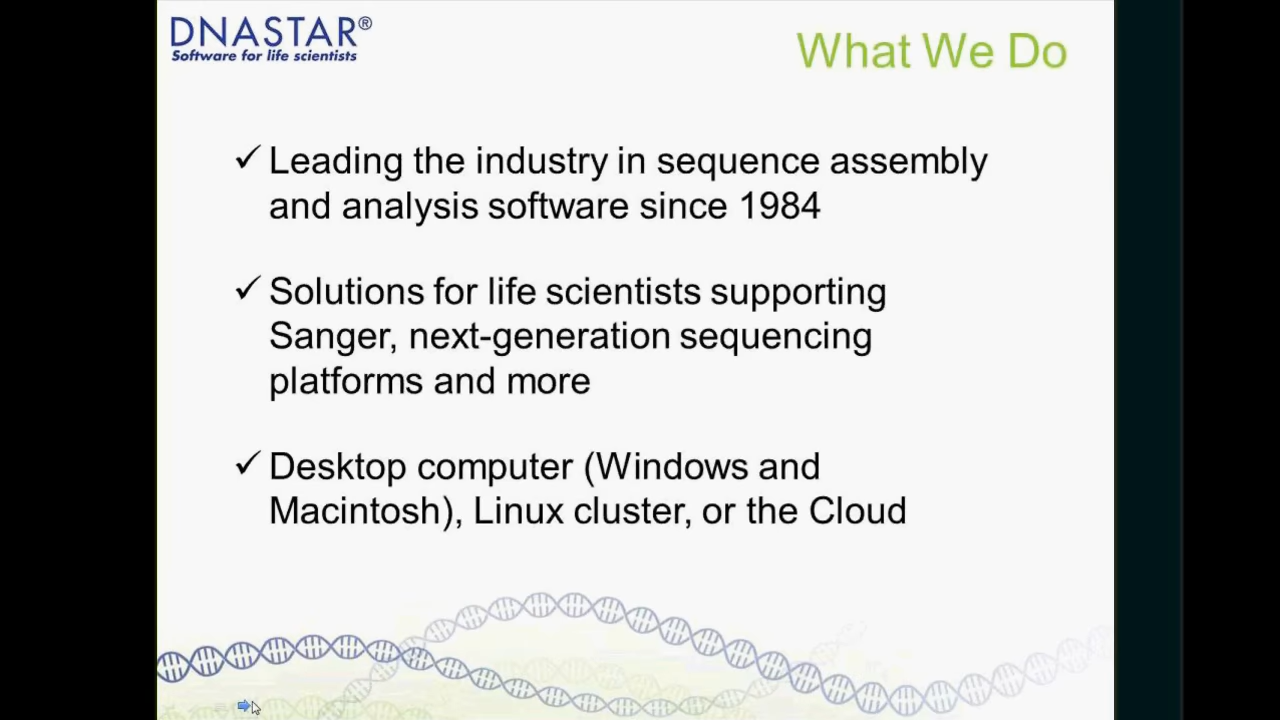 DNASTAR®
Software for life scientists
What We Do
✓ Leading the industry in sequence assembly
and analysis software since 1984
✓ Solutions for life scientists supporting
Sanger, next-generation sequencing
platforms and more
✓ Desktop computer (Windows and
Macintosh), Linux cluster, or the Cloud